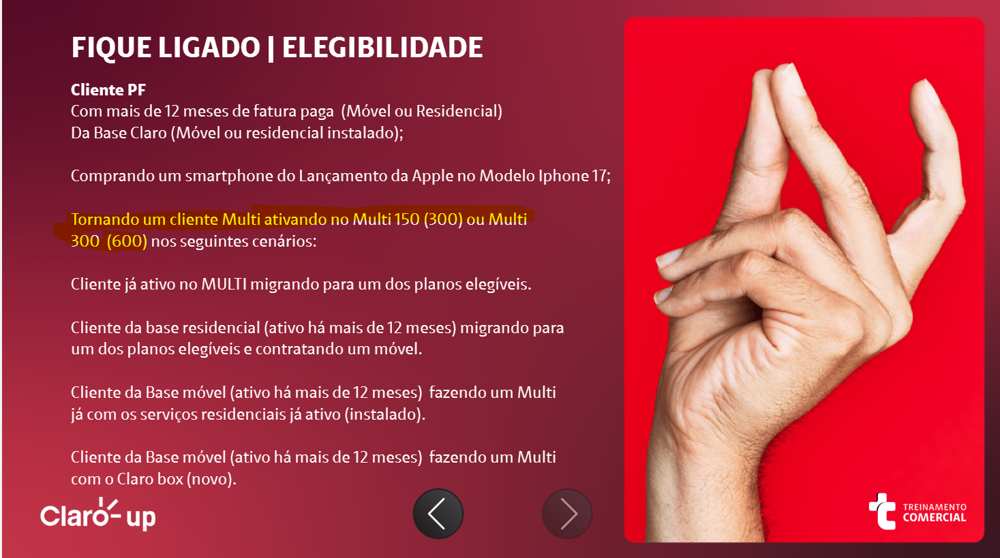 FIQUE LIGADO | ELEGIBILIDADE
Cliente PF
Com mais de 12 meses de fatura paga  (Móvel ou Residencial)
Da Base Claro (Móvel ou residencial instalado);
Comprando um smartphone do Lançamento da Apple no Modelo Iphone 17;
Tornando um cliente Multi ativando no Multi 150 (300) ou Multi
300  (600) nos seguintes cenários:
Cliente já ativo no MULTI migrando para um dos planos elegíveis.
Cliente da base residencial (ativo há mais de 12 meses) migrando para
um dos planos elegíveis e contratando um móvel.
Cliente da Base móvel (ativo há mais de 12 meses)  fazendo um Multi
já com os serviços residenciais já ativo (instalado).
Cliente da Base móvel (ativo há mais de 12 meses)  fazendo um Multi
com o Claro box (novo).
Claro up
TREINAMENTO
COMERCIAL